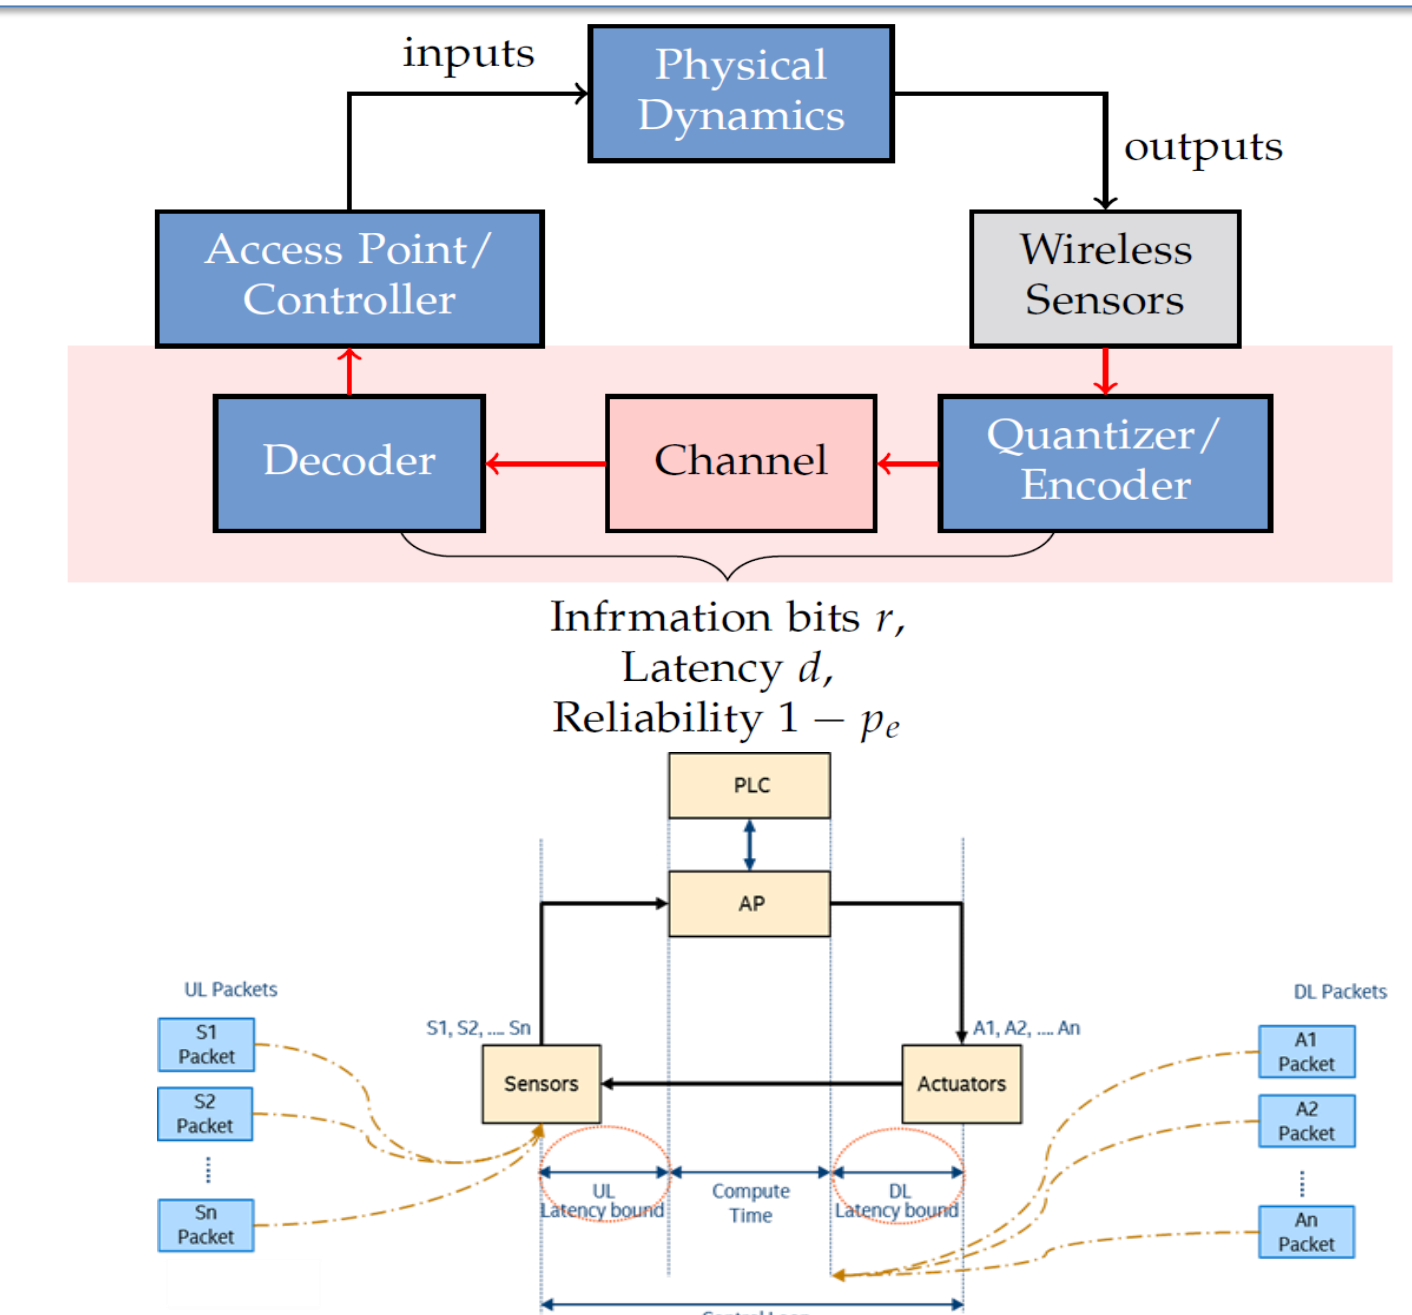 inputs
Physical
Dynamics
outputs
Access Point/
Controller
Wireless
Sensors
Decoder
Channel
Quantizer/
Encoder
Infrmation bits r,
Latency d,
Reliability 1 − pₑ
PLC
AP
UL Packets
DL Packets
S1
Packet
S2
Packet
Sn
Packet
S1, S2, .... Sn
A1, A2, .... An
Sensors
Actuators
A1
Packet
A2
Packet
An
Packet
UL
Latency bound
Compute
Time
DL
Latency bound